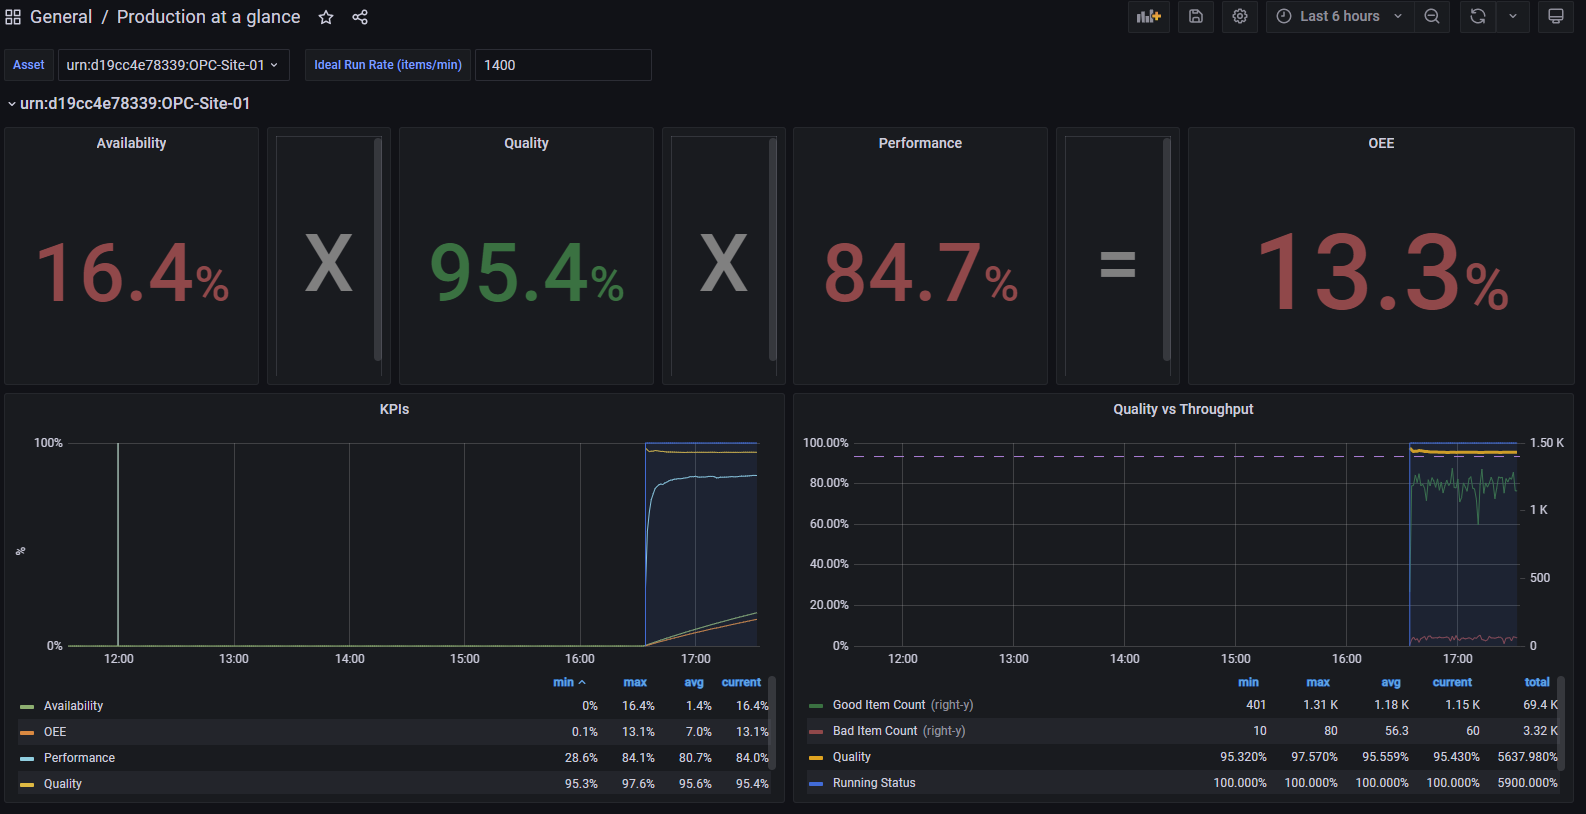 General / Production at a glance
Last 6 hours
Asset urn:d19cc4e78339:OPC-Site-01 Ideal Run Rate (items/min) 1400
urn:d19cc4e78339:OPC-Site-01
Availability Quality Performance OEE
16.4% X 95.4% X 84.7% = 13.3%
KPIs
100%
0%
%
12:00 13:00 14:00 15:00 16:00 17:00
min max avg current
Availability 0% 16.4% 1.4% 16.4%
OEE 0.1% 13.1% 7.0% 13.1%
Performance 28.6% 84.1% 80.7% 84.0%
Quality 95.3% 97.6% 95.6% 95.4%
Quality vs Throughput
100.00% 1.50 K
80.00%
60.00% 1 K
40.00% 500
20.00%
0% 0
12:00 13:00 14:00 15:00 16:00 17:00
min max avg current total
Good Item Count (right-y) 401 1.31 K 1.18 K 1.15 K 69.4 K
Bad Item Count (right-y) 10 80 56.3 60 3.32 K
Quality 95.320% 97.570% 95.559% 95.430% 5637.980%
Running Status 100.000% 100.000% 100.000% 100.000% 5900.000%